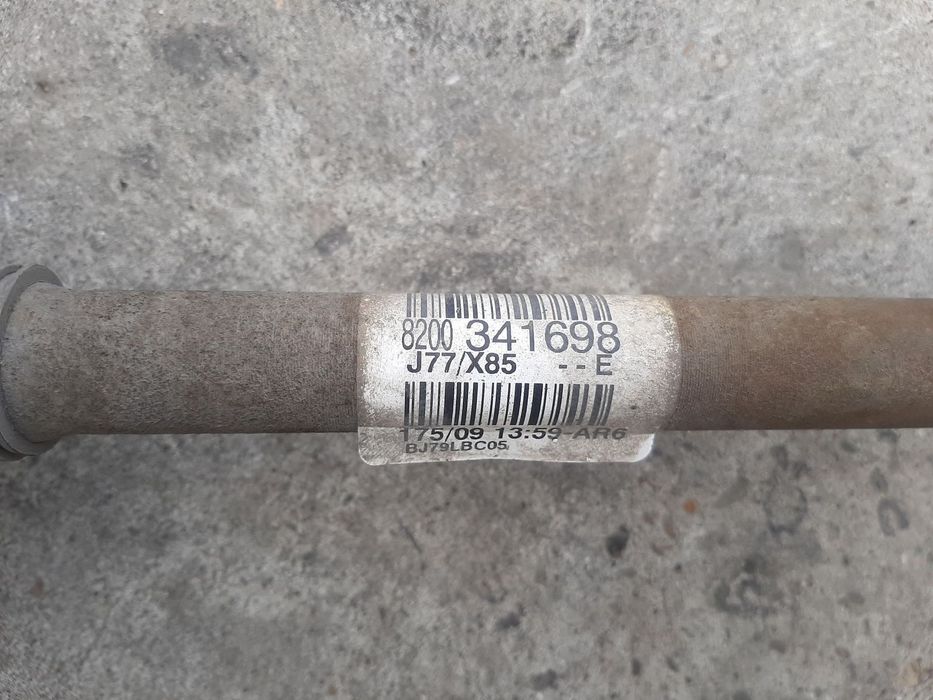 8200 341698
J77/X85 -- E
175/09 13:59-AR6
BJ79LBC05